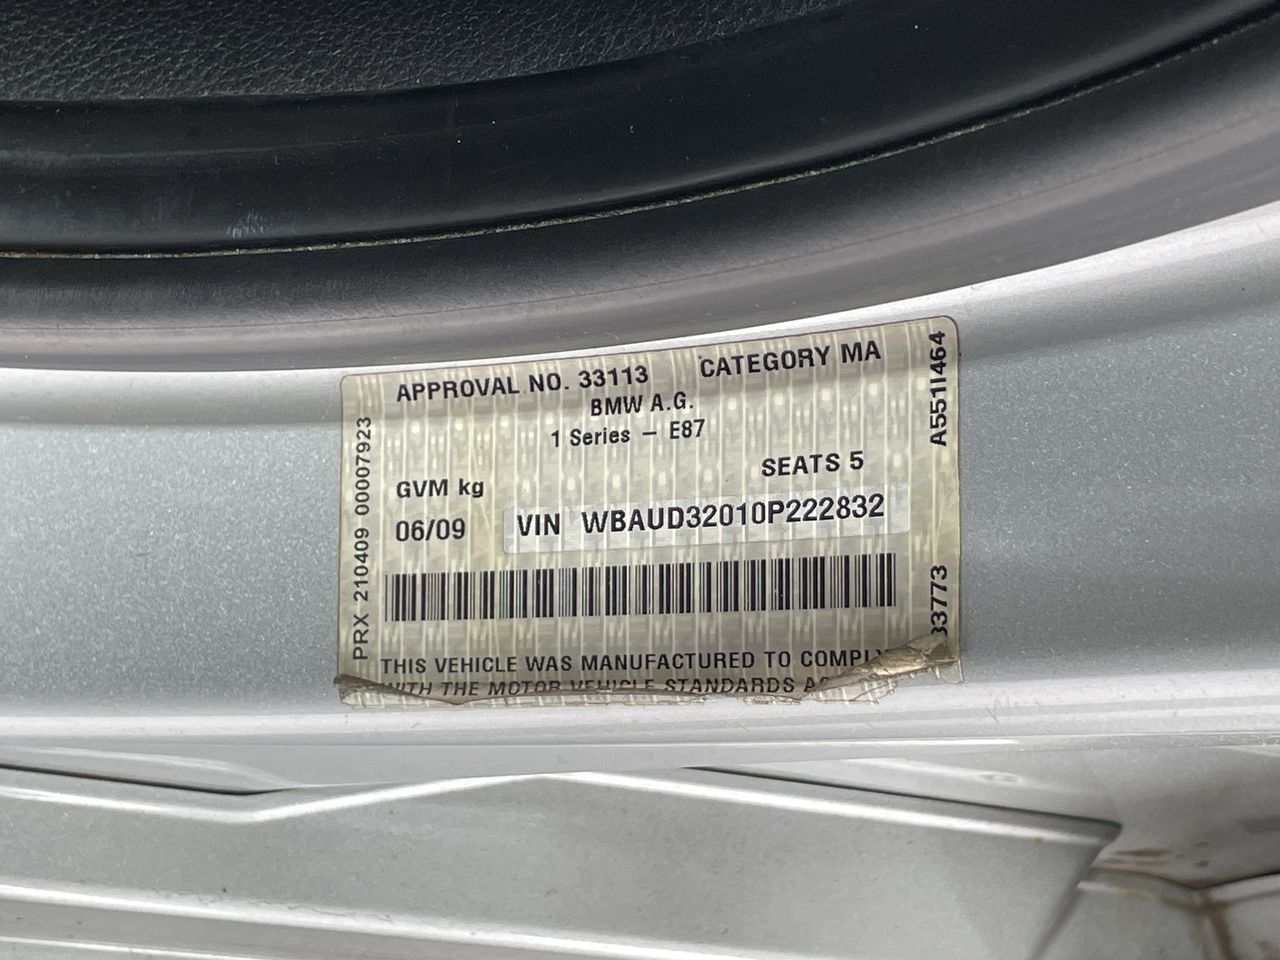 APPROVAL NO. 33113 CATEGORY MA
BMW A.G.
1 Series – E87
SEATS 5
GVM kg
06/09 VIN WBAUD32010P222832
THIS VEHICLE WAS MANUFACTURED TO COMPLY
WITH THE MOTOR VEHICLE STANDARDS
PRX 210409 00007923
A551I464